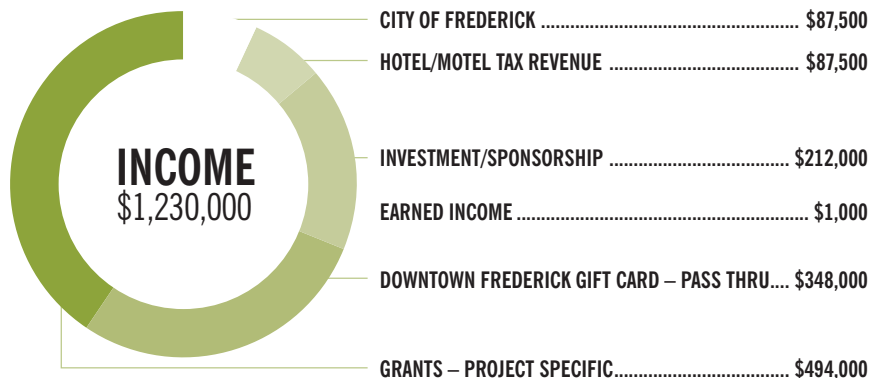 CITY OF FREDERICK ................................................... $87,500
HOTEL/MOTEL TAX REVENUE ..................................... $87,500
INVESTMENT/SPONSORSHIP ................................... $212,000
EARNED INCOME ......................................................... $1,000
DOWNTOWN FREDERICK GIFT CARD – PASS THRU.... $348,000
GRANTS – PROJECT SPECIFIC.................................. $494,000
INCOME
$1,230,000